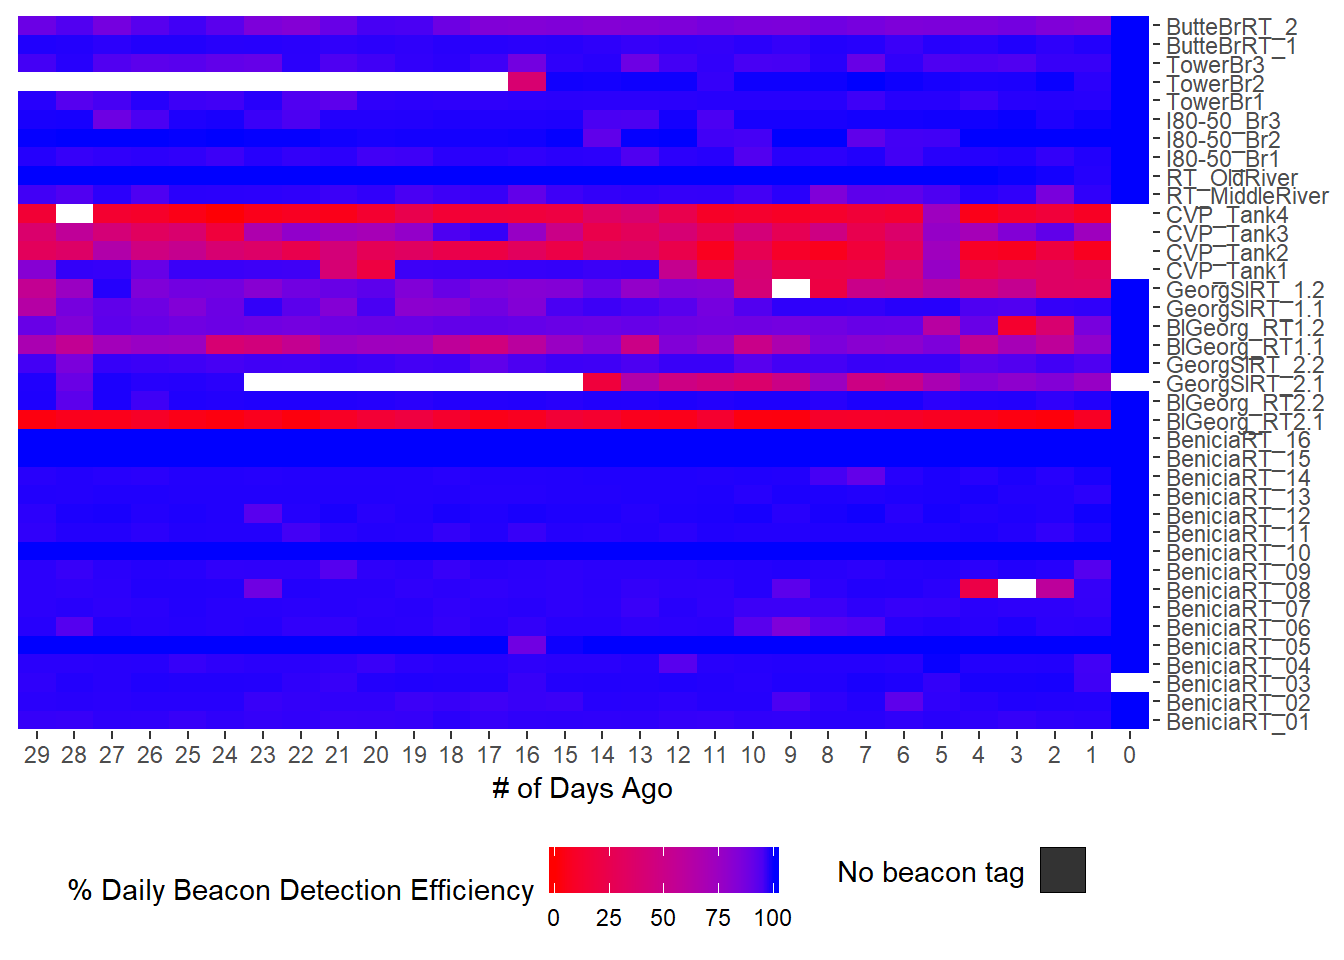 ButteBrRT_2
ButteBrRT_1
TowerBr3
TowerBr2
TowerBr1
I80-50_Br3
I80-50_Br2
I80-50_Br1
RT_OldRiver
RT_MiddleRiver
CVP_Tank4
CVP_Tank3
CVP_Tank2
CVP_Tank1
GeorgSlRT_1.2
GeorgSlRT_1.1
BlGeorg_RT1.2
BlGeorg_RT1.1
GeorgSlRT_2.2
GeorgSlRT_2.1
BlGeorg_RT2.2
BlGeorg_RT2.1
BeniciaRT_16
BeniciaRT_15
BeniciaRT_14
BeniciaRT_13
BeniciaRT_12
BeniciaRT_11
BeniciaRT_10
BeniciaRT_09
BeniciaRT_08
BeniciaRT_07
BeniciaRT_06
BeniciaRT_05
BeniciaRT_04
BeniciaRT_03
BeniciaRT_02
BeniciaRT_01
29 28 27 26 25 24 23 22 21 20 19 18 17 16 15 14 13 12 11 10 9 8 7 6 5 4 3 2 1 0
# of Days Ago
% Daily Beacon Detection Efficiency
0 25 50 75 100
No beacon tag